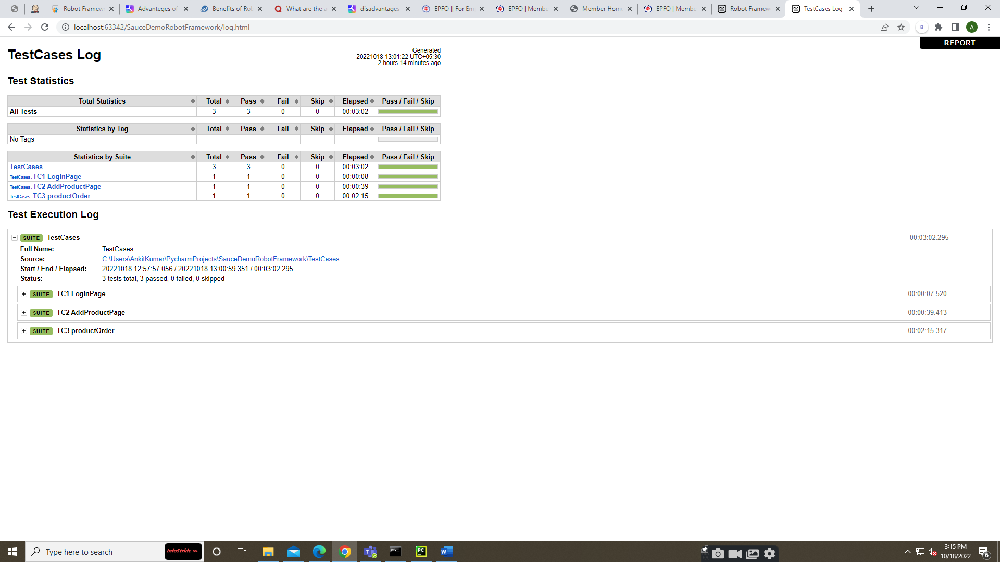 Robot Framew
Advanteges of
Benefits of Rob
What are the a
disadvantages
EPFO || For Em
EPFO | Membe
Member Home
EPFO | Membe
Robot Framew
TestCases Log
localhost:63342/SauceDemoRobotFramework/log.html
B
A
REPORT
TestCases Log
Generated
20221018 13:01:22 UTC+05:30
2 hours 14 minutes ago
Test Statistics
Total Statistics Total Pass Fail Skip Elapsed Pass / Fail / Skip
All Tests 3 3 0 0 00:03:02
Statistics by Tag Total Pass Fail Skip Elapsed Pass / Fail / Skip
No Tags
Statistics by Suite Total Pass Fail Skip Elapsed Pass / Fail / Skip
TestCases 3 3 0 0 00:03:02
TestCases . TC1 LoginPage 1 1 0 0 00:00:08
TestCases . TC2 AddProductPage 1 1 0 0 00:00:39
TestCases . TC3 productOrder 1 1 0 0 00:02:15
Test Execution Log
SUITE TestCases 00:03:02.295
Full Name: TestCases
Source: C:\Users\AnkitKumar\PycharmProjects\SauceDemoRobotFramework\TestCases
Start / End / Elapsed: 20221018 12:57:57.056 / 20221018 13:00:59.351 / 00:03:02.295
Status: 3 tests total, 3 passed, 0 failed, 0 skipped
SUITE TC1 LoginPage 00:00:07.520
SUITE TC2 AddProductPage 00:00:39.413
SUITE TC3 productOrder 00:02:15.317
Type here to search
InfoStride
PC
W
3:15 PM
10/18/2022
6